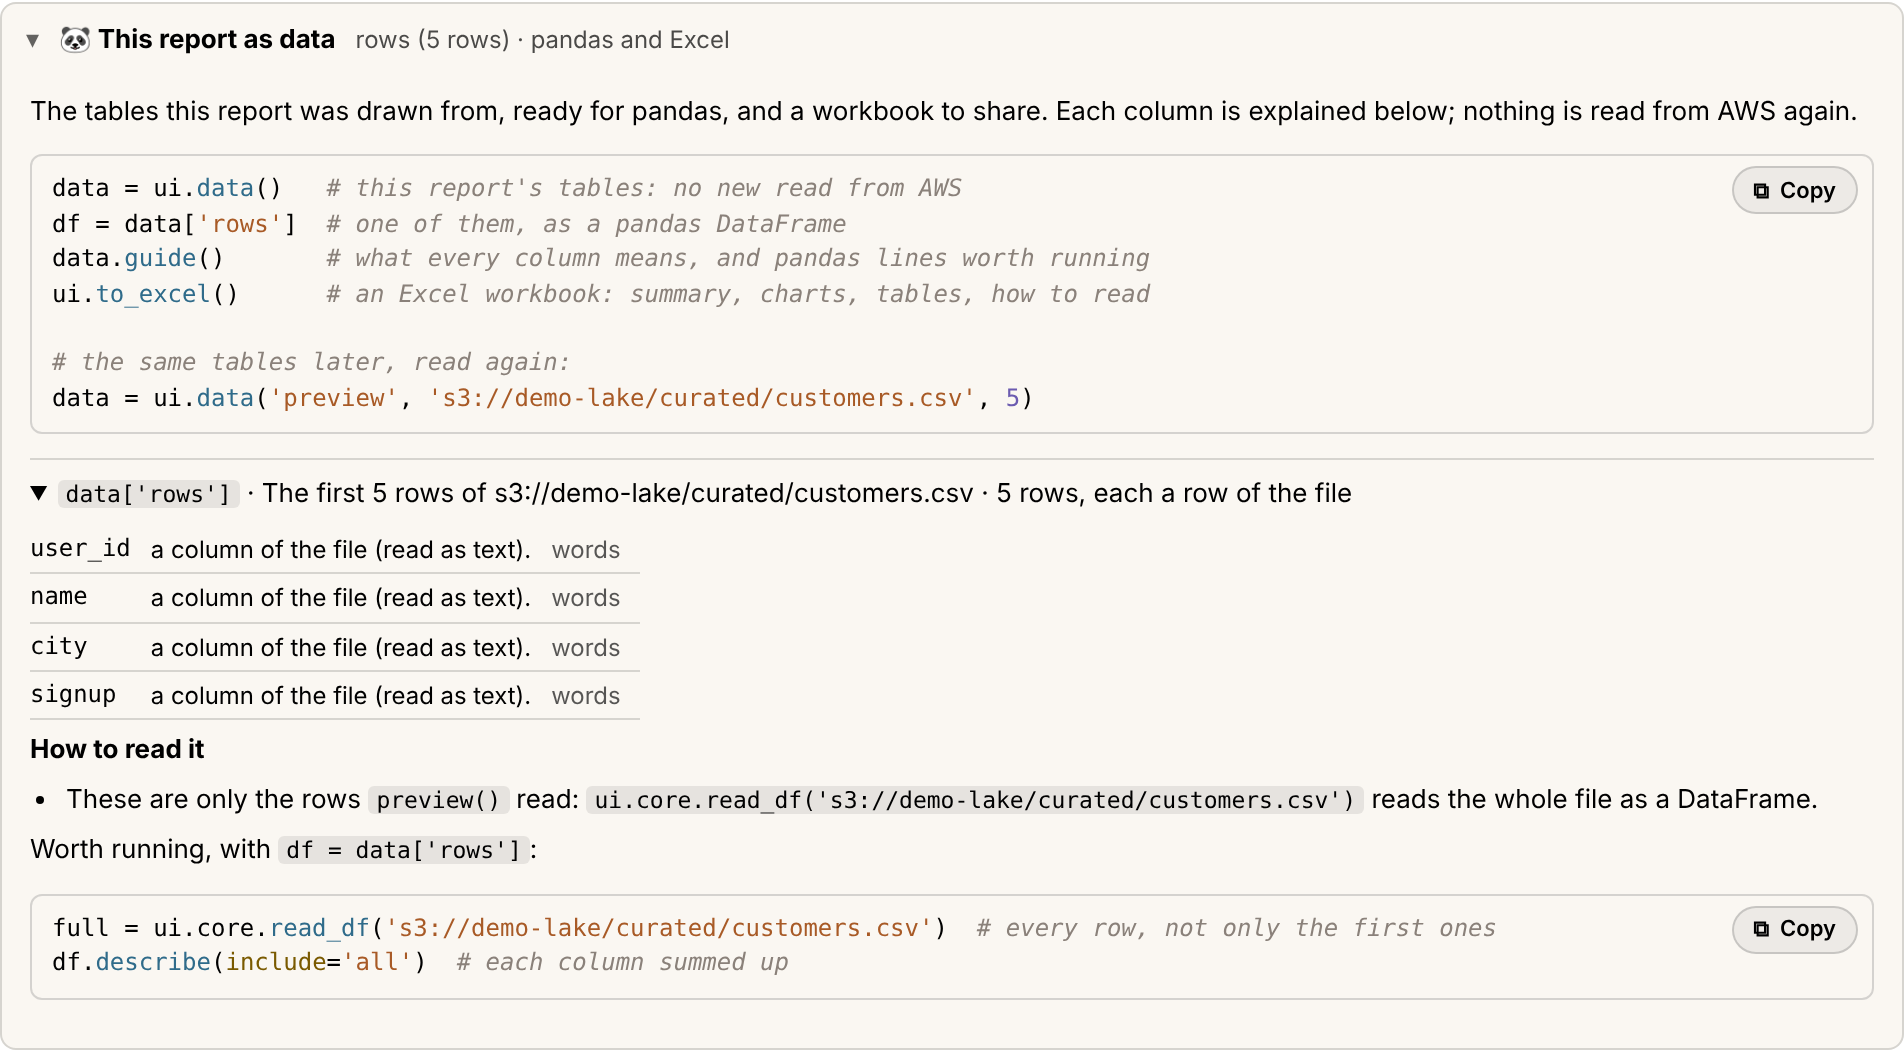 ▼ 🐼 This report as data rows (5 rows) · pandas and Excel
The tables this report was drawn from, ready for pandas, and a workbook to share. Each column is explained below; nothing is read from AWS again.
data = ui.data()   # this report's tables: no new read from AWS
Copy
df = data['rows']  # one of them, as a pandas DataFrame
data.guide()       # what every column means, and pandas lines worth running
ui.to_excel()      # an Excel workbook: summary, charts, tables, how to read
# the same tables later, read again:
data = ui.data('preview', 's3://demo-lake/curated/customers.csv', 5)
▼ data['rows'] · The first 5 rows of s3://demo-lake/curated/customers.csv · 5 rows, each a row of the file
user_id a column of the file (read as text). words
name a column of the file (read as text). words
city a column of the file (read as text). words
signup a column of the file (read as text). words
How to read it
• These are only the rows preview() read: ui.core.read_df('s3://demo-lake/curated/customers.csv') reads the whole file as a DataFrame.
Worth running, with df = data['rows']:
full = ui.core.read_df('s3://demo-lake/curated/customers.csv')  # every row, not only the first ones
Copy
df.describe(include='all')  # each column summed up